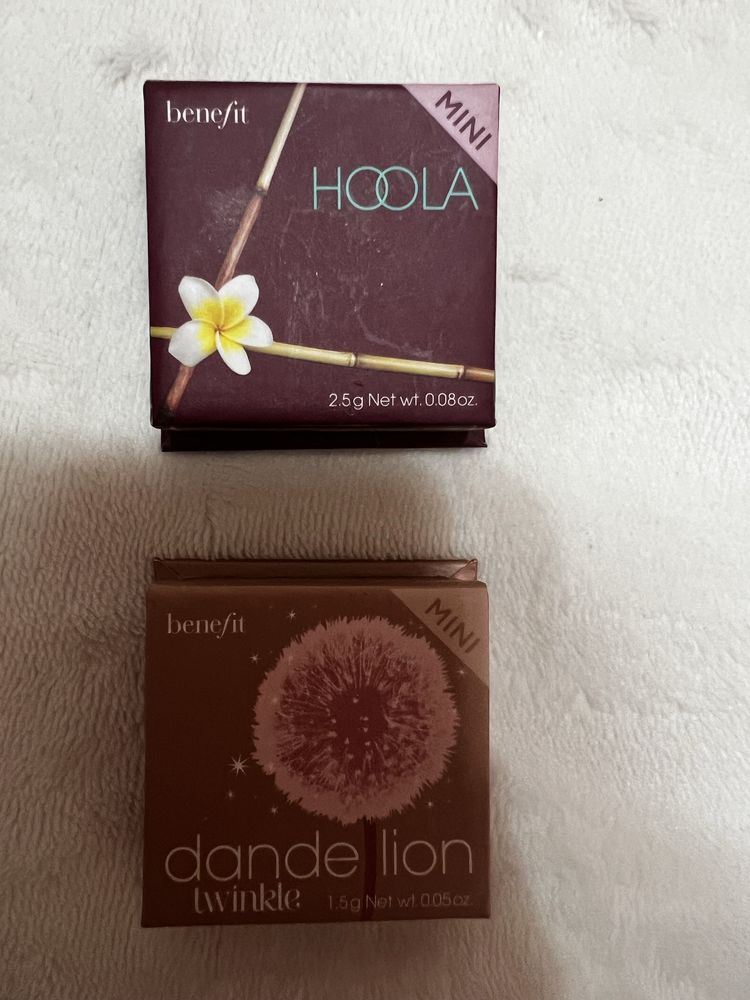 benefit
MINI
HOOLA
2.5g Net wt. 0.08oz.
benefit
MINI
dandelion
twinkle 1.5g Net wt. 0.05oz.